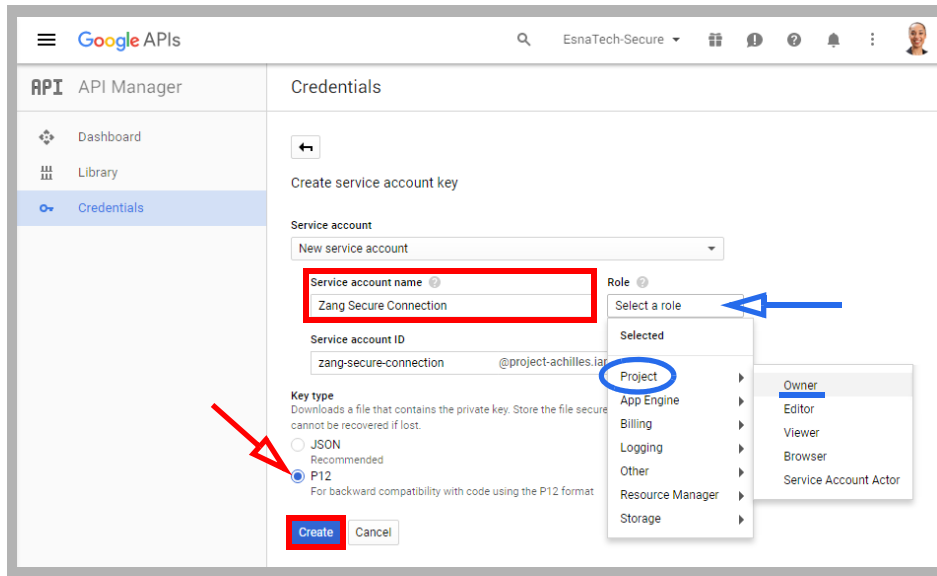 Google APIs
EsnaTech-Secure
API API Manager
Credentials
Dashboard
Library
Credentials
Create service account key
Service account
New service account
Service account name
Role
Zang Secure Connection
Select a role
Service account ID
Selected
zang-secure-connection
@project-achilles.iar
Project
Owner
App Engine
Editor
Billing
Viewer
Logging
Browser
Other
Service Account Actor
Resource Manager
Storage
Key type
Downloads a file that contains the private key. Store the file secure
cannot be recovered if lost.
JSON
Recommended
P12
For backward compatibility with code using the P12 format
Create
Cancel